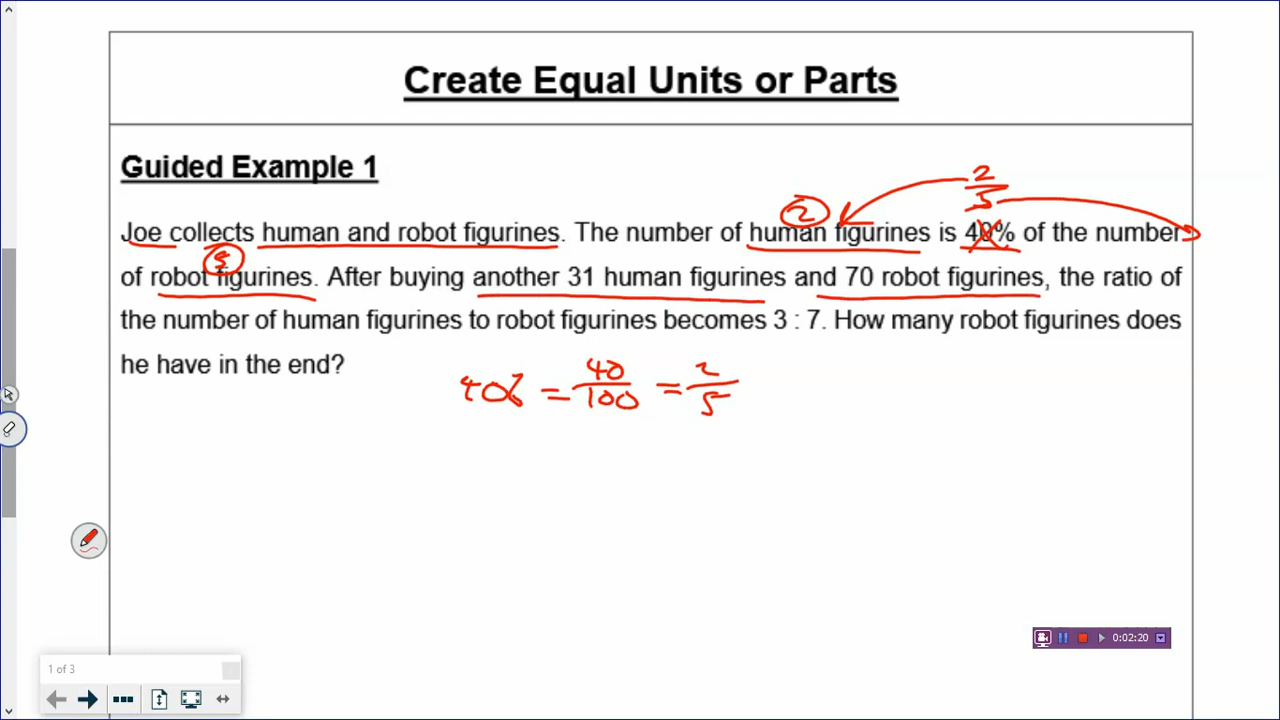 Create Equal Units or Parts
Guided Example 1
2
5
2
Joe collects human and robot figurines. The number of human figurines is 40% of the number
5
of robot figurines. After buying another 31 human figurines and 70 robot figurines, the ratio of
the number of human figurines to robot figurines becomes 3 : 7. How many robot figurines does
he have in the end?
40% = 40/100 = 2/5
0:02:20
1 of 3